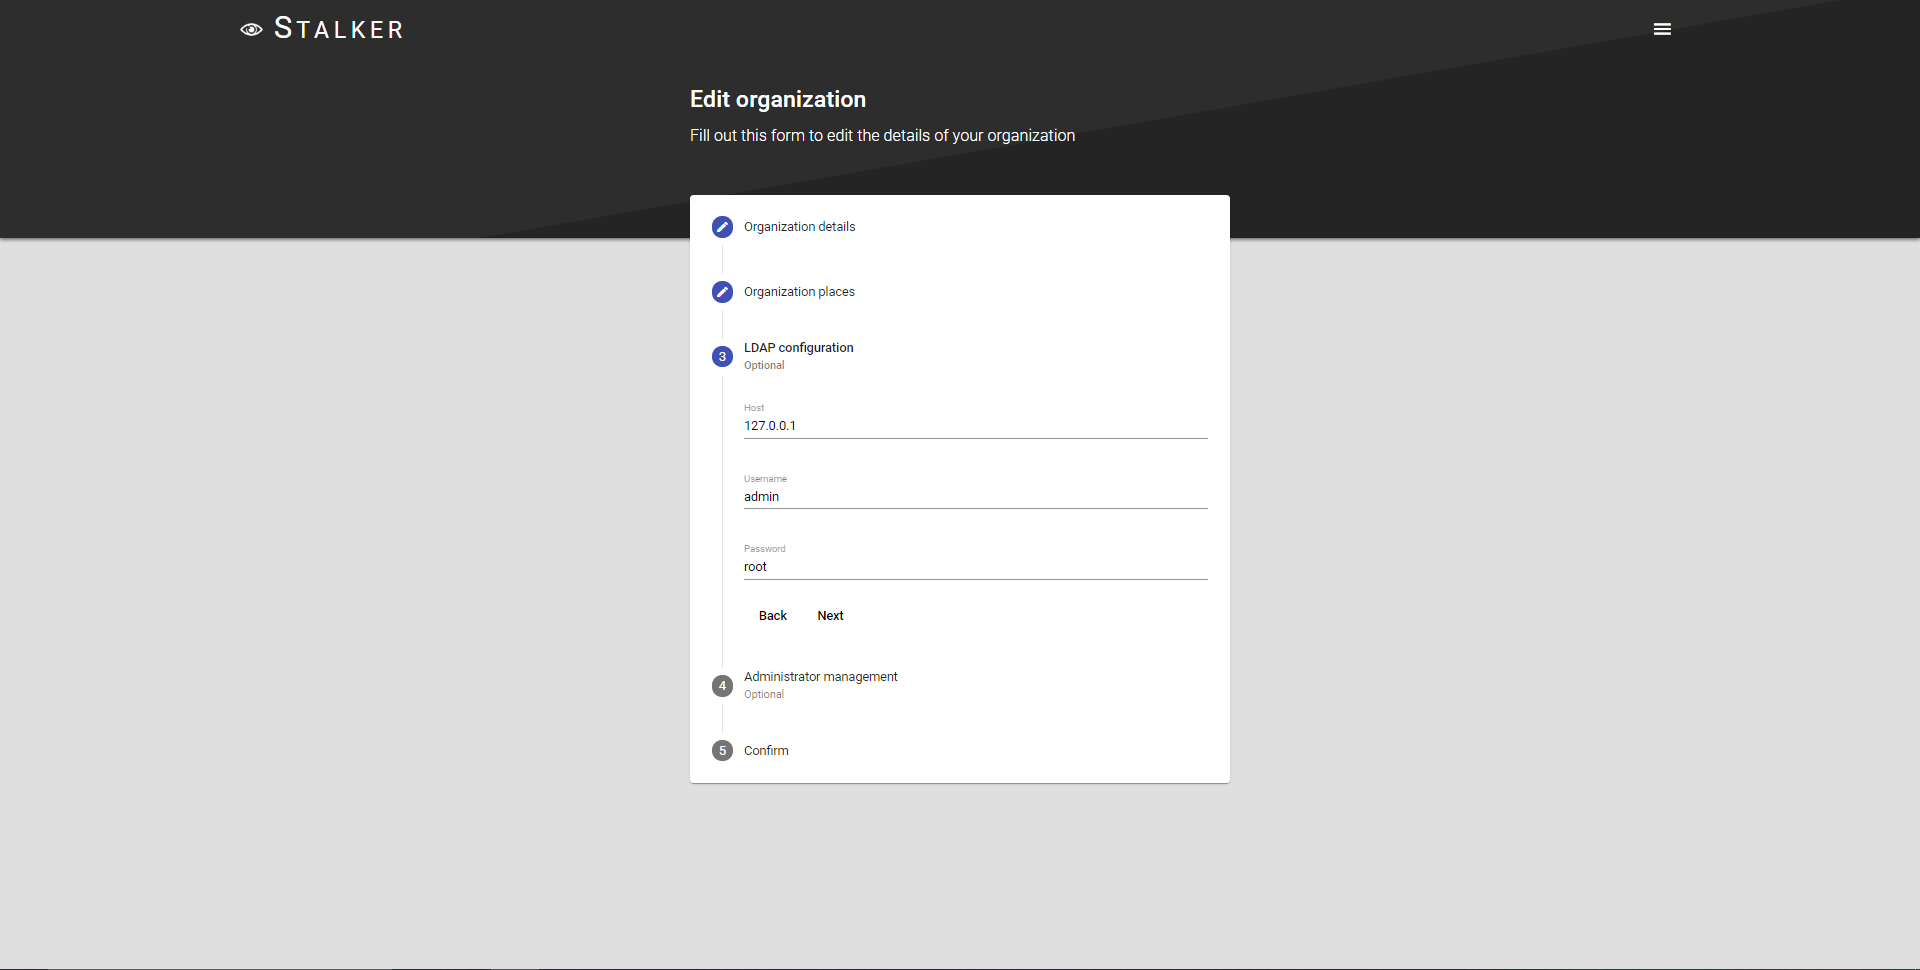 STALKER
Edit organization
Fill out this form to edit the details of your organization
Organization details
Organization places
3 LDAP configuration
Optional
Host
127.0.0.1
Username
admin
Password
root
Back Next
4 Administrator management
Optional
5 Confirm